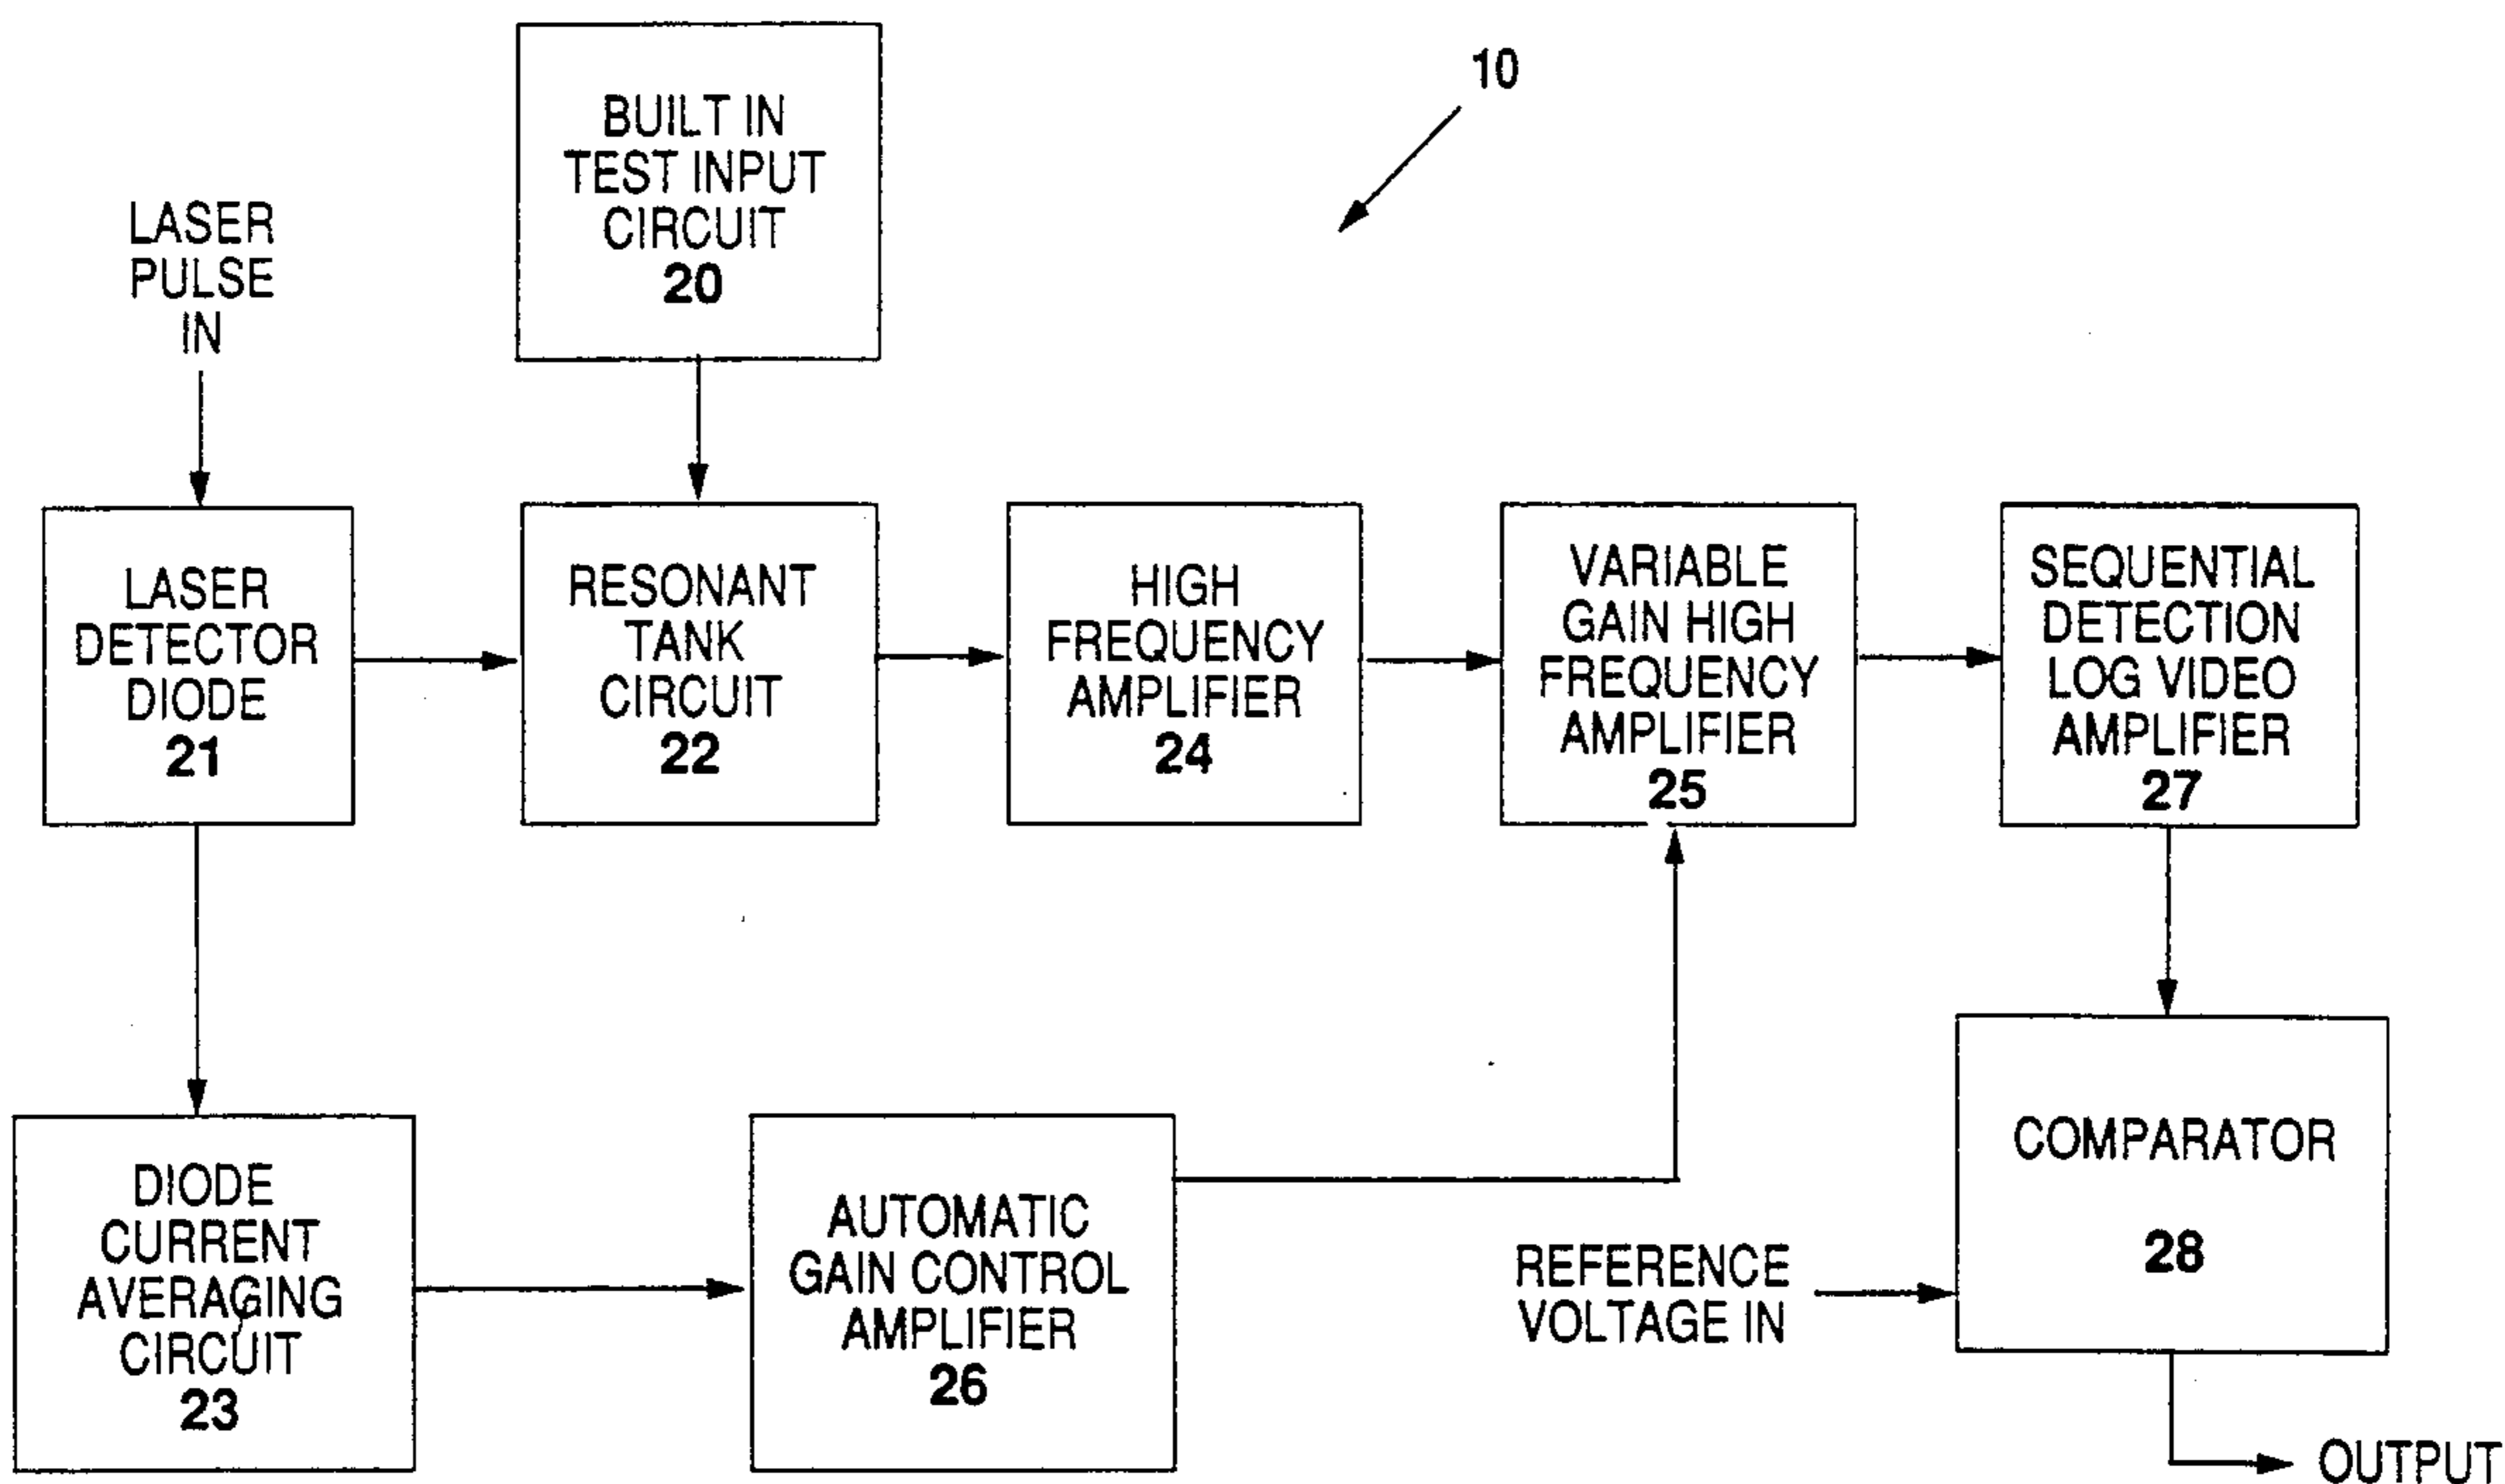 10
BUILT IN
TEST INPUT
CIRCUIT
20
LASER
PULSE
IN
LASER
DETECTOR
DIODE
21
RESONANT
TANK
CIRCUIT
22
HIGH
FREQUENCY
AMPLIFIER
24
VARIABLE
GAIN HIGH
FREQUENCY
AMPLIFIER
25
SEQUENTIAL
DETECTION
LOG VIDEO
AMPLIFIER
27
DIODE
CURRENT
AVERAGING
CIRCUIT
23
AUTOMATIC
GAIN CONTROL
AMPLIFIER
26
REFERENCE
VOLTAGE IN
COMPARATOR
28
OUTPUT